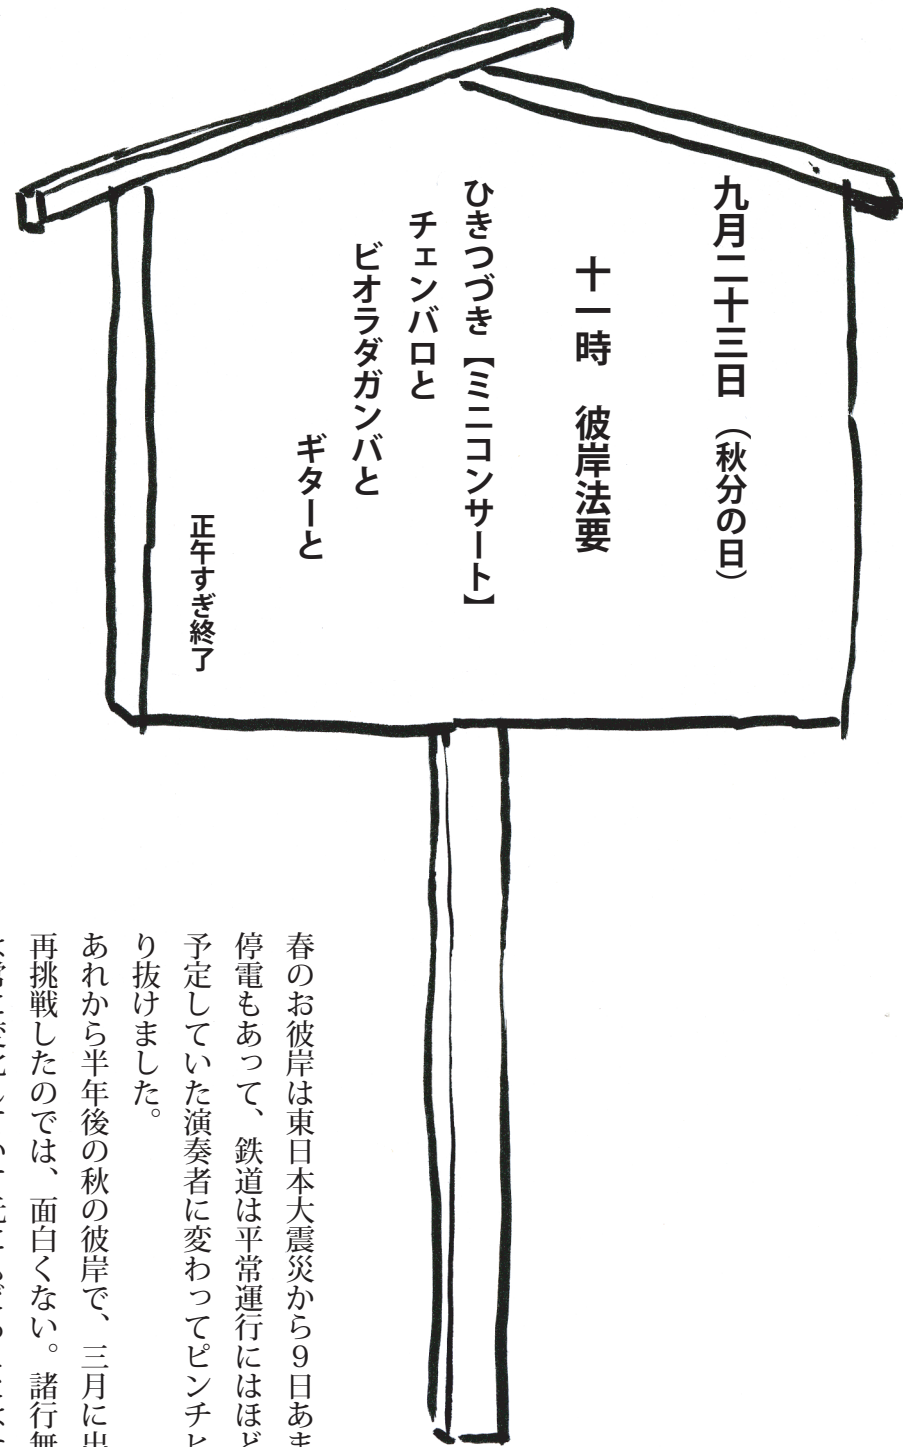 九月二十三日（秋分の日）
十一時　彼岸法要
ひきつづき【ミニコンサート】
チェンバロと
ビオラダガンバと
ギターと
正午すぎ終了
春のお彼岸は東日本大震災から９日あま
停電もあって、鉄道は平常運行にはほど
予定していた演奏者に変わってピンチヒ
り抜けました。
あれから半年後の秋の彼岸で、三月に出
再挑戦したのでは、面白くない。諸行無